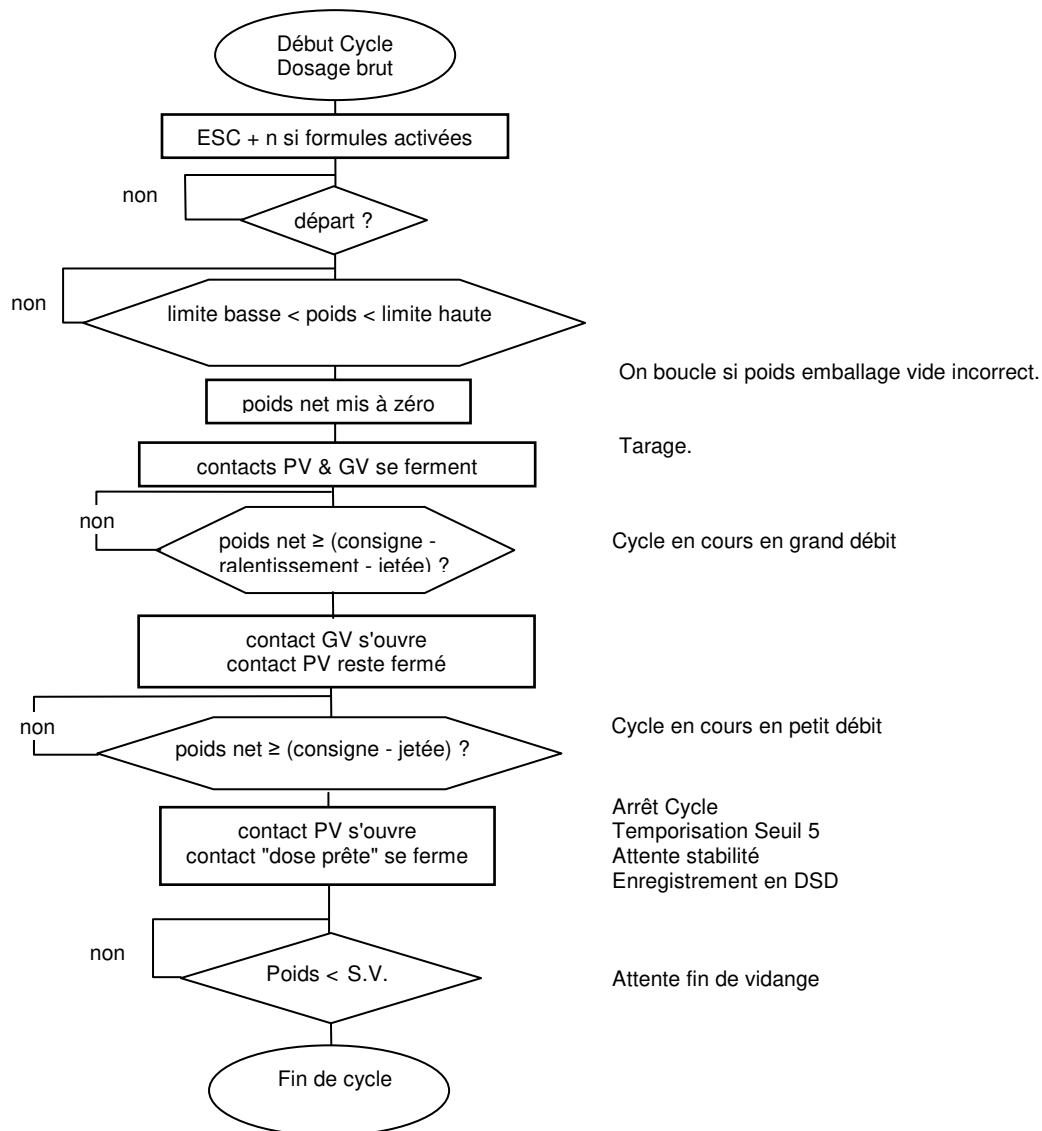 Début Cycle
Dosage brut
ESC + n si formules activées
non
départ ?
non
limite basse < poids < limite haute
On boucle si poids emballage vide incorrect.
poids net mis à zéro
Tarage.
contacts PV & GV se ferment
non
poids net ≥ (consigne -
ralentissement - jetée) ?
Cycle en cours en grand débit
contact GV s'ouvre
contact PV reste fermé
non
poids net ≥ (consigne - jetée) ?
Cycle en cours en petit débit
contact PV s'ouvre
contact "dose prête" se ferme
Arrêt Cycle
Temporisation Seuil 5
Attente stabilité
Enregistrement en DSD
non
Poids < S.V.
Attente fin de vidange
Fin de cycle